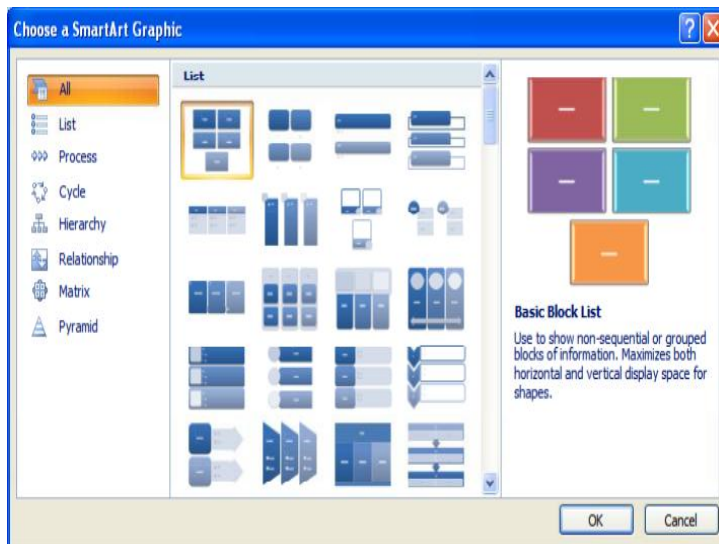 Choose a SmartArt Graphic
All
List
Process
Cycle
Hierarchy
Relationship
Matrix
Pyramid
List
Basic Block List
Use to show non-sequential or grouped
blocks of information. Maximizes both
horizontal and vertical display space for
shapes.
OK
Cancel